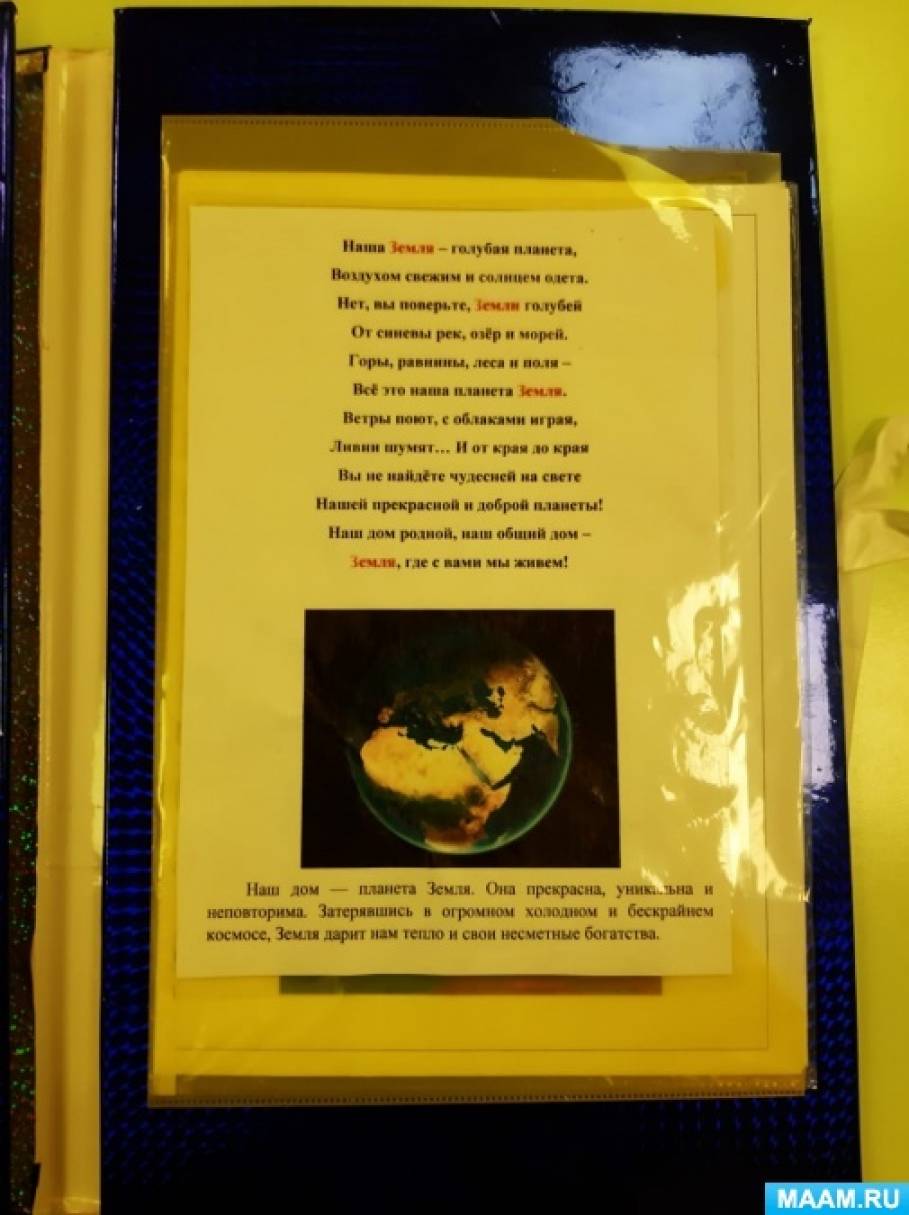 Наша Земля – голубая планета,
Воздухом свежим и солнцем одета.
Нет, вы поверьте, Земли голубей
От синевы рек, озёр и морей.
Горы, равнины, леса и поля –
Всё это наша планета Земля.
Ветры поют, с облаками играя,
Ливни шумят… И от края до края
Вы не найдёте чудесней на свете
Нашей прекрасной и доброй планеты!
Наш дом родной, наш общий дом –
Земля, где с вами мы живем!
Наш дом — планета Земля. Она прекрасна, уникальна и
неповторима. Затерявшись в огромном холодном и бескрайнем
космосе, Земля дарит нам тепло и свои несметные богатства.
MAAM.RU